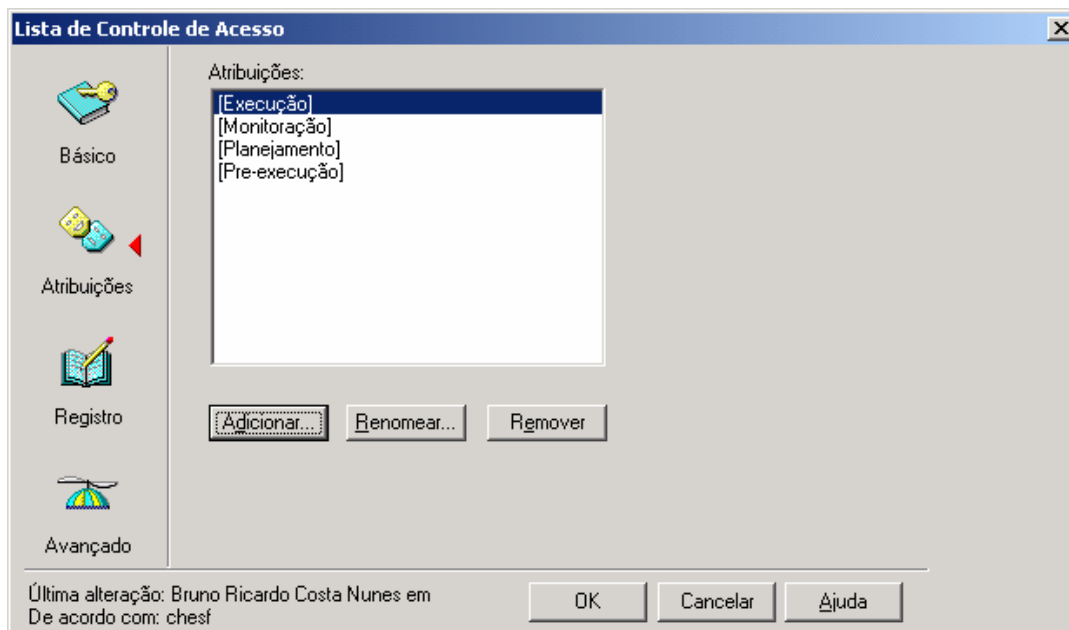 Lista de Controle de Acesso
Básico
Atribuições
Registro
Avançado
Atribuições:
[Execução]
[Monitoração]
[Planejamento]
[Pre-execução]
Adicionar... Renomear... Remover
Última alteração: Bruno Ricardo Costa Nunes em
De acordo com: chesf
OK Cancelar Ajuda